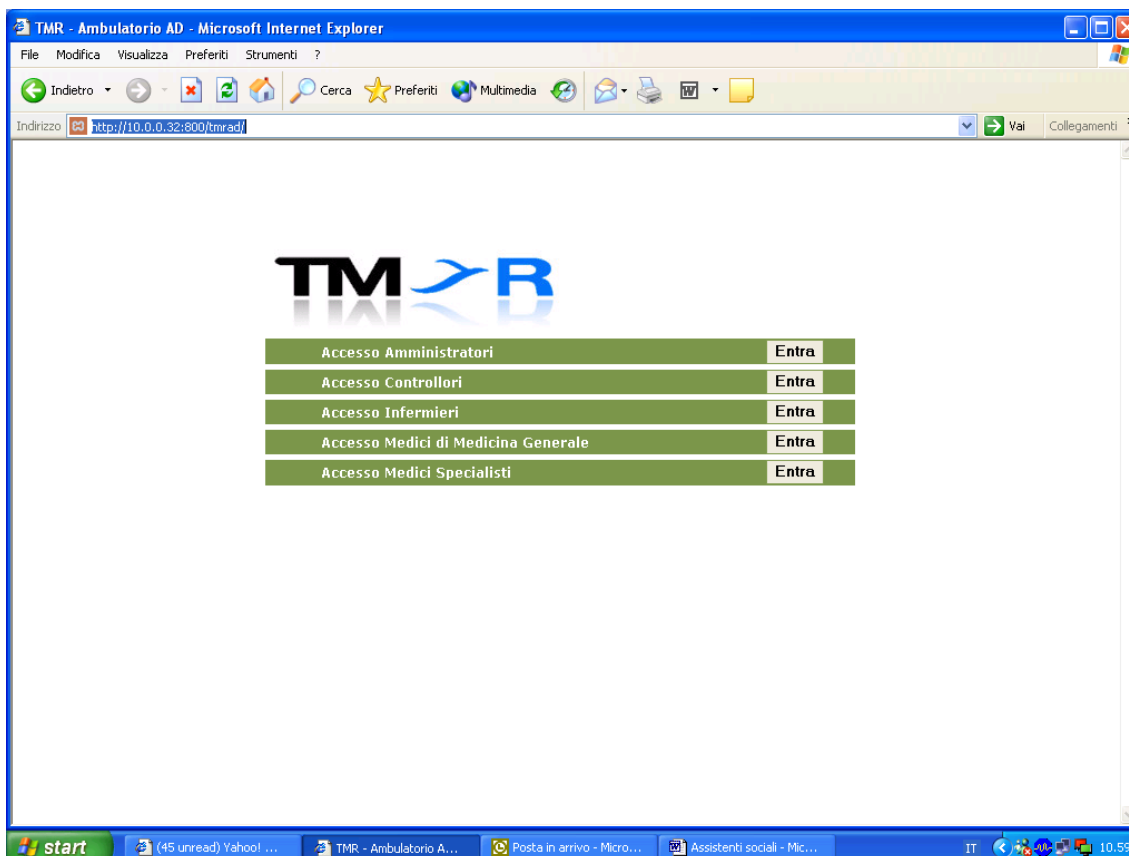 TMR - Ambulatorio AD - Microsoft Internet Explorer
File Modifica Visualizza Preferiti Strumenti ?
Indietro Cerca Preferiti Multimedia
Indirizzo http://10.0.0.32:800/tmrad/ Vai Collegamenti
TM R
Accesso Amministratori Entra
Accesso Controllori Entra
Accesso Infermieri Entra
Accesso Medici di Medicina Generale Entra
Accesso Medici Specialisti Entra
start (45 unread) Yahoo! ... TMR - Ambulatorio A... Posta in arrivo - Micro... Assistenti sociali - Mic... IT 10.59